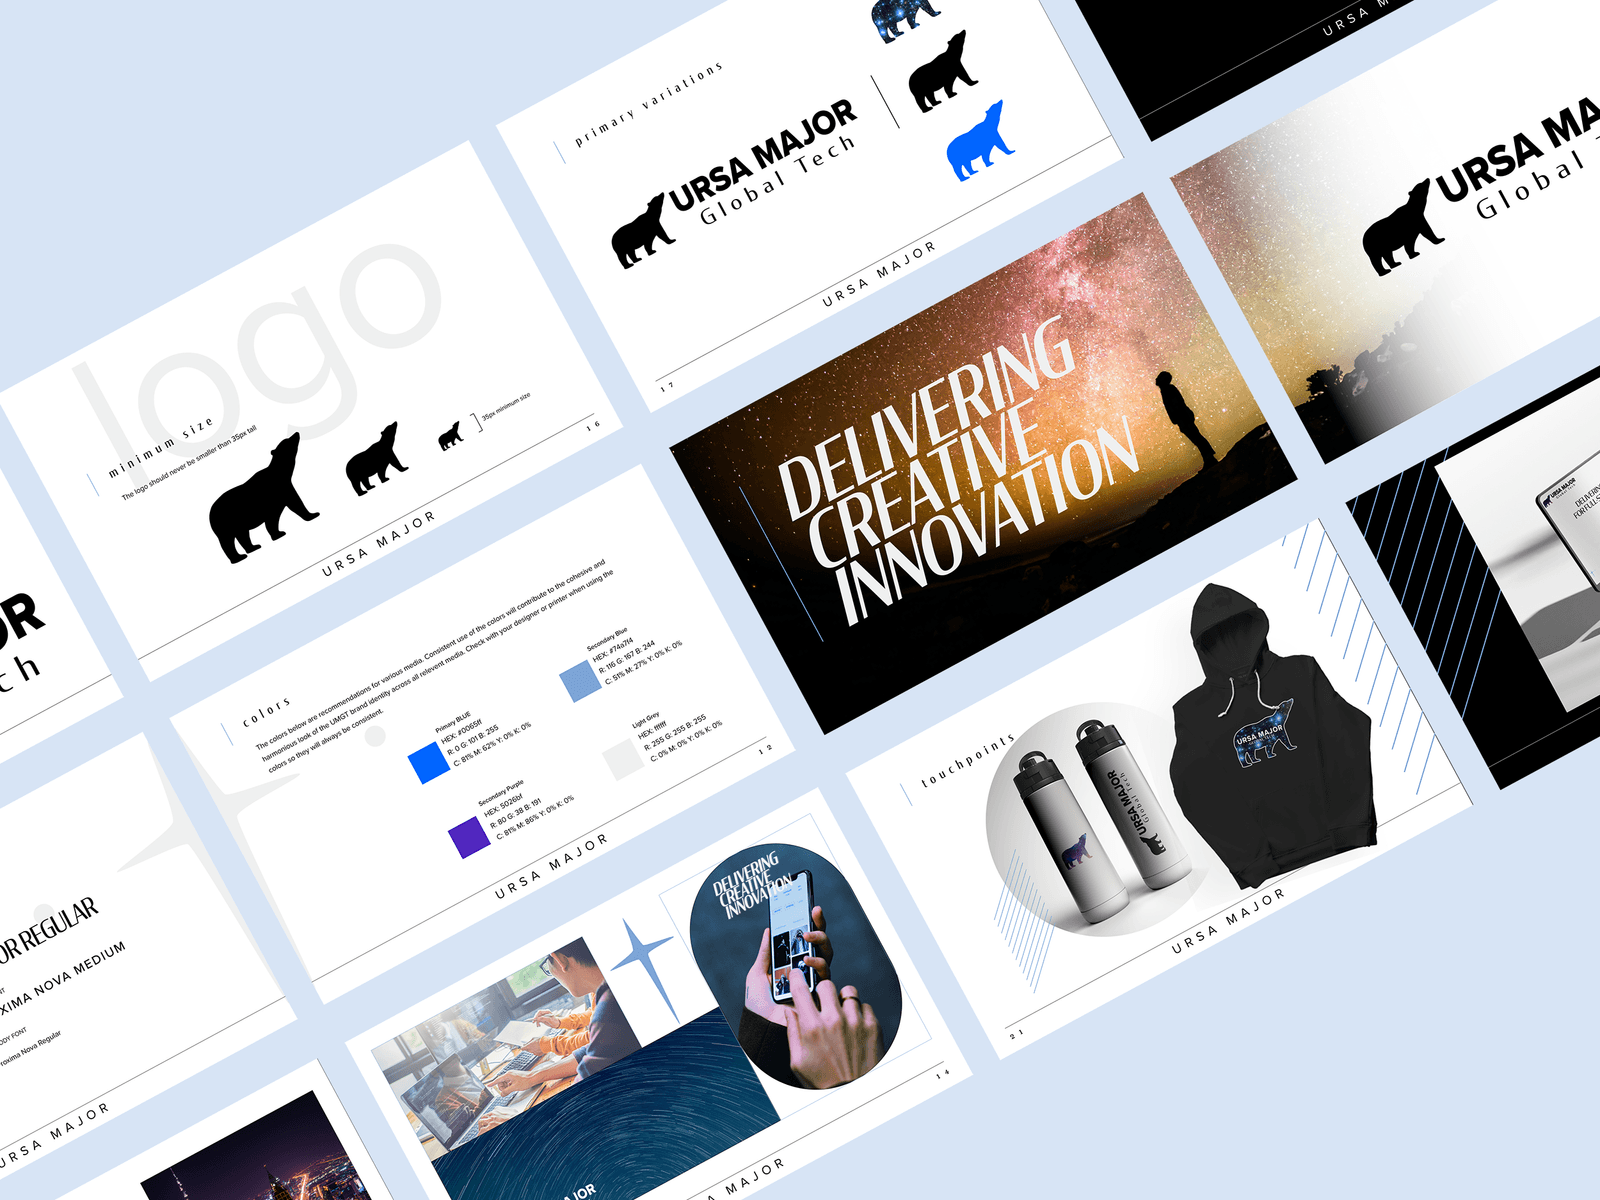 primary variations
URSA MAJOR
Global Tech
URSA MAJOR
17
URSA M
URSA MA
Global
logo
minimum size
The logo should never be smaller than 35px tall
35px minimum size
16
URSA MAJOR
DELIVERING
CREATIVE
INNOVATION
OR
ch
colors
The colors below are recommendations for various media. Consistent use of the colors will contribute to the cohesive and
harmonious look of the UMGT brand identity across all relevent media. Check with your designer or printer when using the
colors so they will always be consistent.
Primary BLUE
HEX: #0065ff
R: 0 G: 101 B: 255
C: 81% M: 62% Y: 0% K: 0%
Secondary Blue
HEX: #74a7f4
R: 116 G: 167 B: 244
C: 51% M: 27% Y: 0% K: 0%
Secondary Purple
HEX: 5026bf
R: 80 G: 38 B: 191
C: 81% M: 86% Y: 0% K: 0%
Light Grey
HEX: ffffff
R: 255 G: 255 B: 255
C: 0% M: 0% Y: 0% K: 0%
12
URSA MAJOR
touchpoints
URSA MAJOR
Global Tech
URSA MAJOR
URSA MAJOR
21
URSA MAJOR
DELIVERIN
FOR FULL-S
OR REGULAR
NT
XIMA NOVA MEDIUM
ODY FONT
roxima Nova Regular
URSA MAJOR
DELIVERING
CREATIVE
INNOVATION
14
JOR
A MAJOR